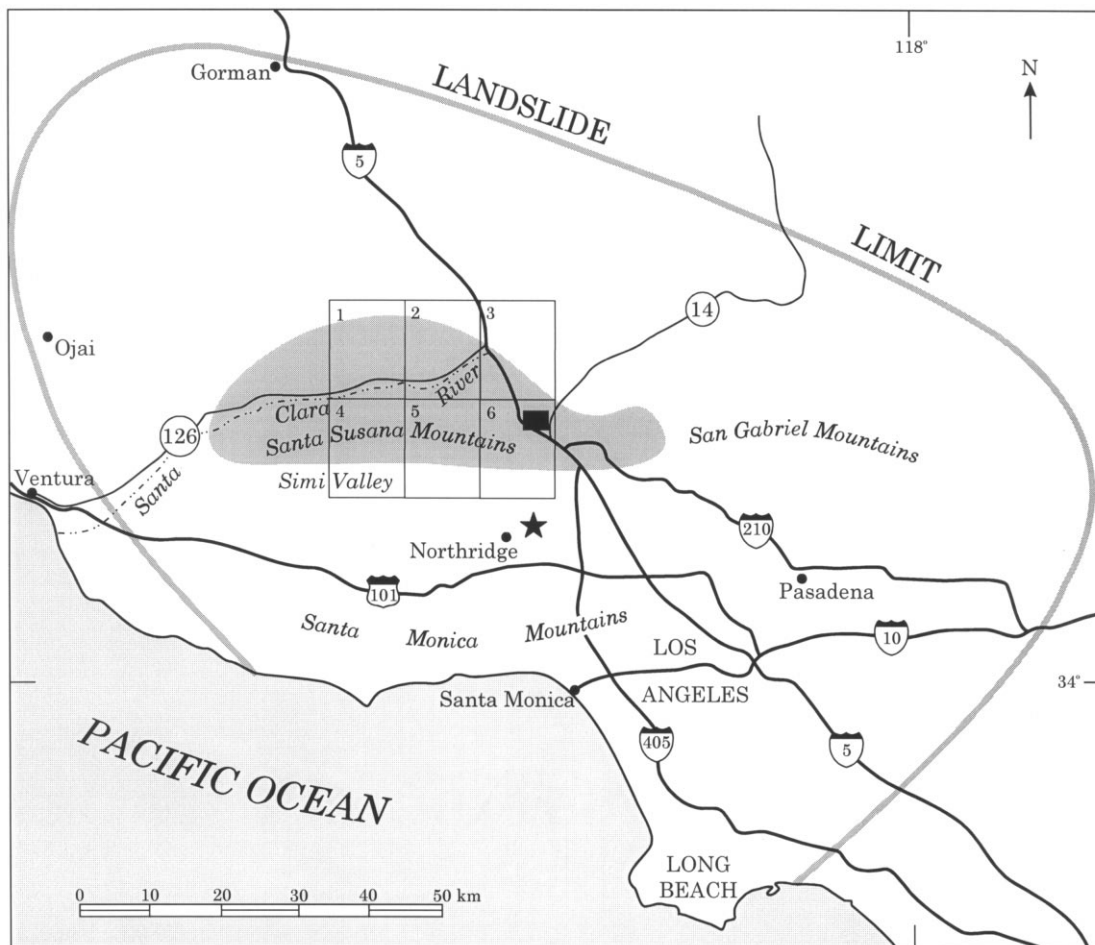 118°
N
Gorman
LANDSLIDE
LIMIT
5
14
1
2
3
Ojai
River
Clara
4
5
6
126
Santa Susana Mountains
San Gabriel Mountains
Ventura
Santa
Simi Valley
Northridge
210
Pasadena
101
Santa Monica Mountains
10
LOS
ANGELES
Santa Monica
34°
405
5
PACIFIC OCEAN
LONG
BEACH
0 10 20 30 40 50 km